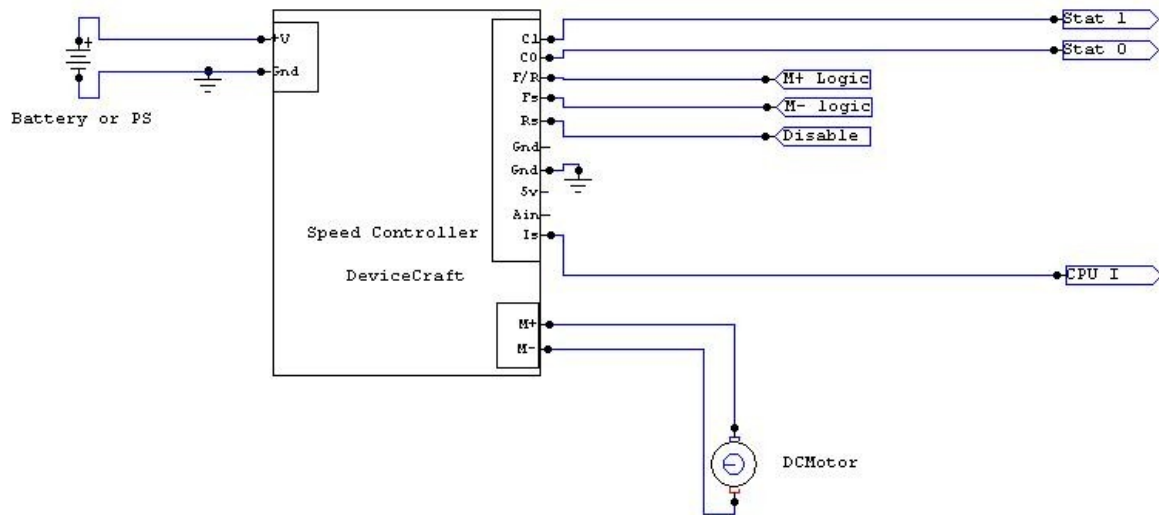 +
+V
Gnd
Battery or PS
C1
C0
F/R
Fs
Rs
Gnd
Gnd
5v
Ain
Is
Stat 1
Stat 0
M+ Logic
M- logic
Disable
CPU I
Speed Controller
DeviceCraft
M+
M-
DCMotor